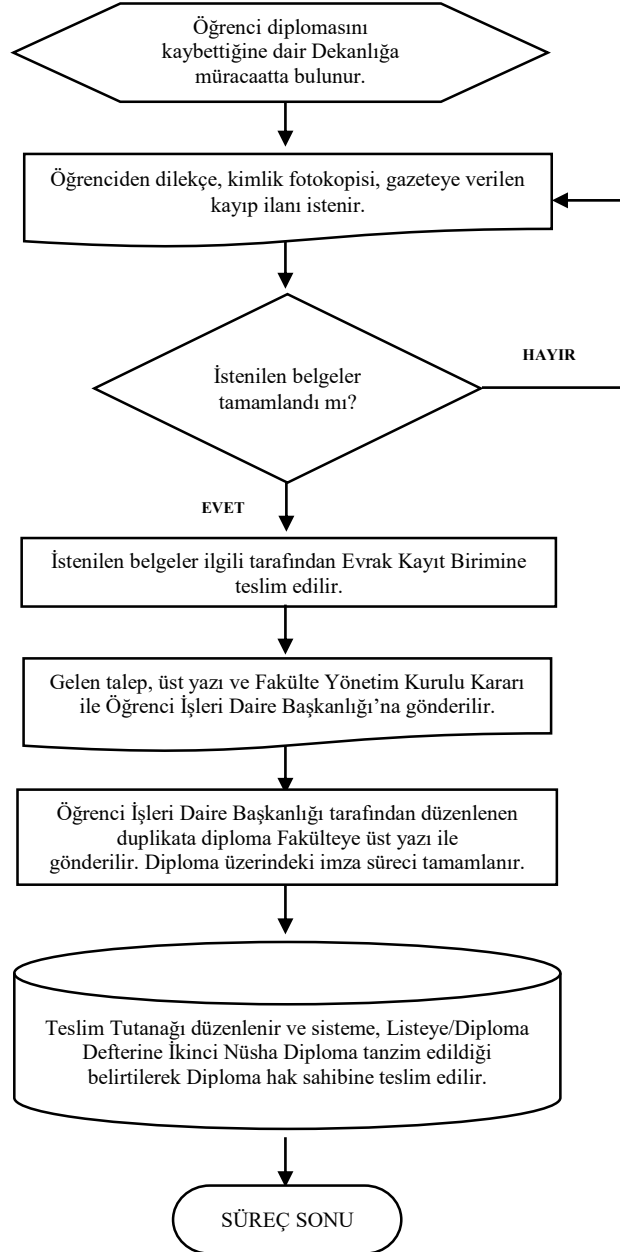 Öğrenci diplomasını
kaybettiğine dair Dekanlığa
müracaatta bulunur.
Öğrenciden dilekçe, kimlik fotokopisi, gazeteye verilen
kayıp ilanı istenir.
HAYIR
İstenilen belgeler
tamamlandı mı?
EVET
İstenilen belgeler ilgili tarafından Evrak Kayıt Birimine
teslim edilir.
Gelen talep, üst yazı ve Fakülte Yönetim Kurulu Kararı
ile Öğrenci İşleri Daire Başkanlığı’na gönderilir.
Öğrenci İşleri Daire Başkanlığı tarafından düzenlenen
duplikata diploma Fakülteye üst yazı ile
gönderilir. Diploma üzerindeki imza süreci tamamlanır.
Teslim Tutanağı düzenlenir ve sisteme, Listeye/Diploma
Defterine İkinci Nüsha Diploma tanzim edildiği
belirtilerek Diploma hak sahibine teslim edilir.
SÜREÇ SONU